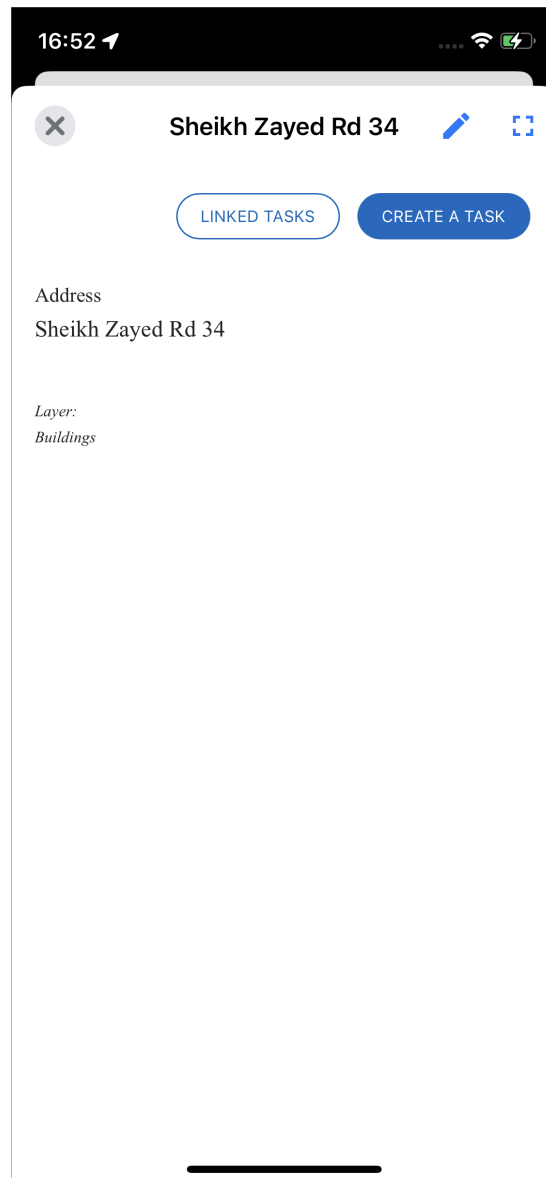 16:52
Sheikh Zayed Rd 34
LINKED TASKS
CREATE A TASK
Address
Sheikh Zayed Rd 34
Layer:
Buildings